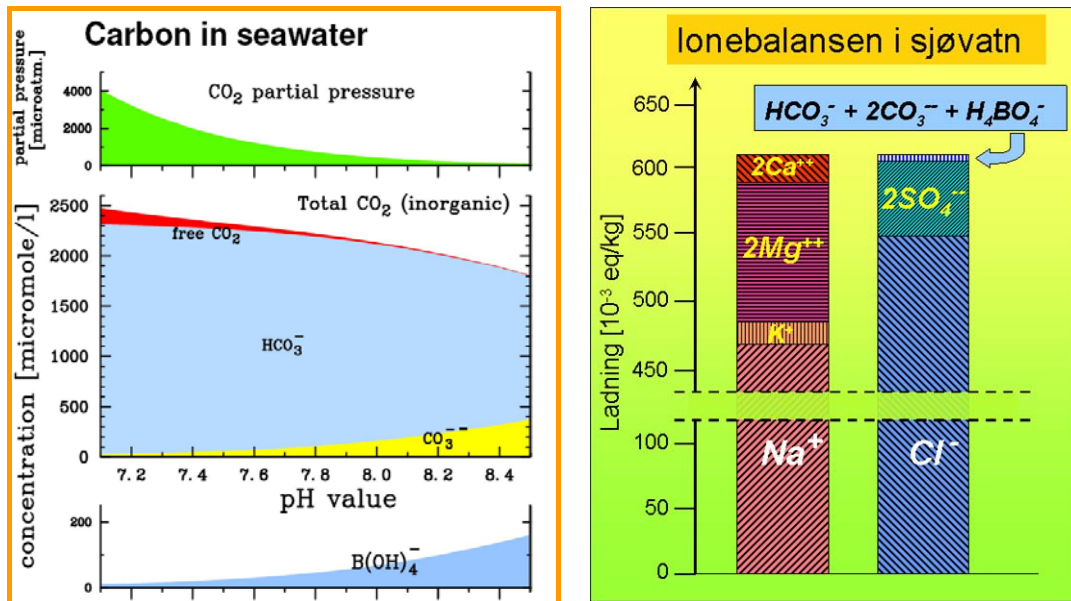 Carbon in seawater
partial pressure
[microatm.]
4000
2000
0
CO₂ partial pressure
concentration [micromole/l]
2500
2000
1500
1000
500
0
Total CO₂ (inorganic)
free CO₂
HCO₃⁻
CO₃⁻⁻
7.2 7.4 7.6 7.8 8.0 8.2 8.4
pH value
200
0
B(OH)₄⁻
Ionebalansen i sjøvatn
HCO₃⁻ + 2CO₃⁻⁻ + H₄BO₄⁻
Ladning [10⁻³ eq/kg]
650
600
550
500
450
100
50
0
2Ca⁺⁺
2Mg⁺⁺
K⁺
Na⁺
2SO₄⁻⁻
Cl⁻